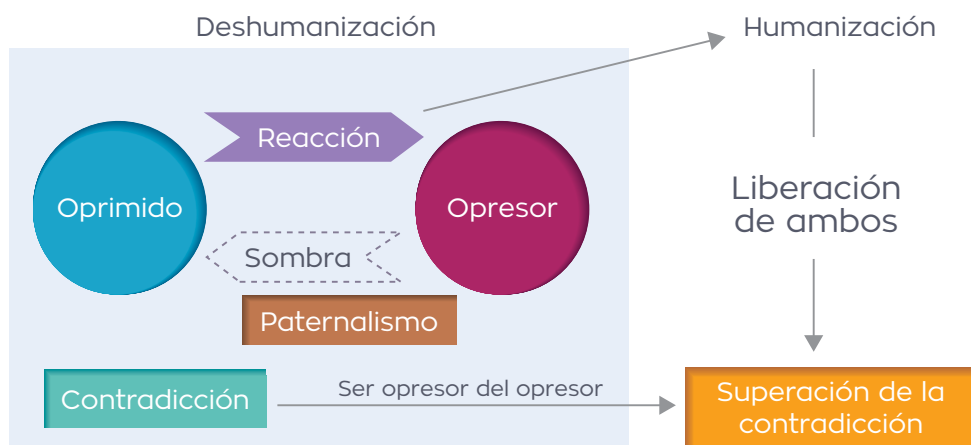 Deshumanización
Humanización
Reacción
Oprimido
Opresor
Sombra
Paternalismo
Liberación
de ambos
Contradicción
Ser opresor del opresor
Superación de la
contradicción